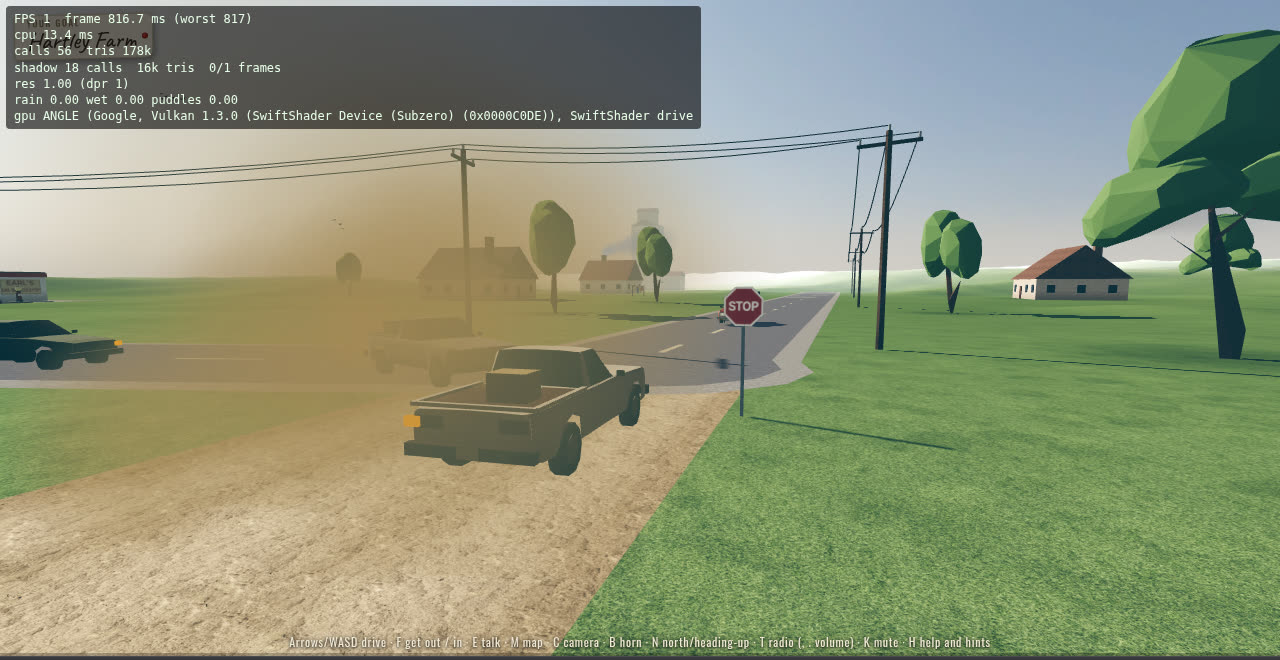 FPS 1 frame 816.7 ms (worst 817)
cpu 13.4 ms
calls 56 tris 178k
shadow 18 calls 16k tris 0/1 frames
res 1.00 (dpr 1)
rain 0.00 wet 0.00 puddles 0.00
gpu ANGLE (Google, Vulkan 1.3.0 (SwiftShader Device (Subzero) (0x0000C0DE)), SwiftShader drive
Hartley Farm
EARL'S
STOP
Arrows/WASD drive · F get out / in · E talk · M map · C camera · B horn · N north/heading-up · T radio (, . volume) · K mute · H help and hints